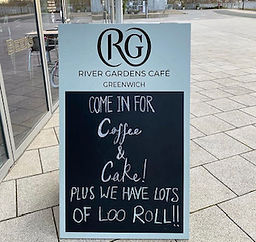 RG
RIVER GARDENS CAFÉ
GREENWICH
COME IN FOR
Coffee
&
Cake!
PLUS WE HAVE LOTS
OF LOO ROLL!!